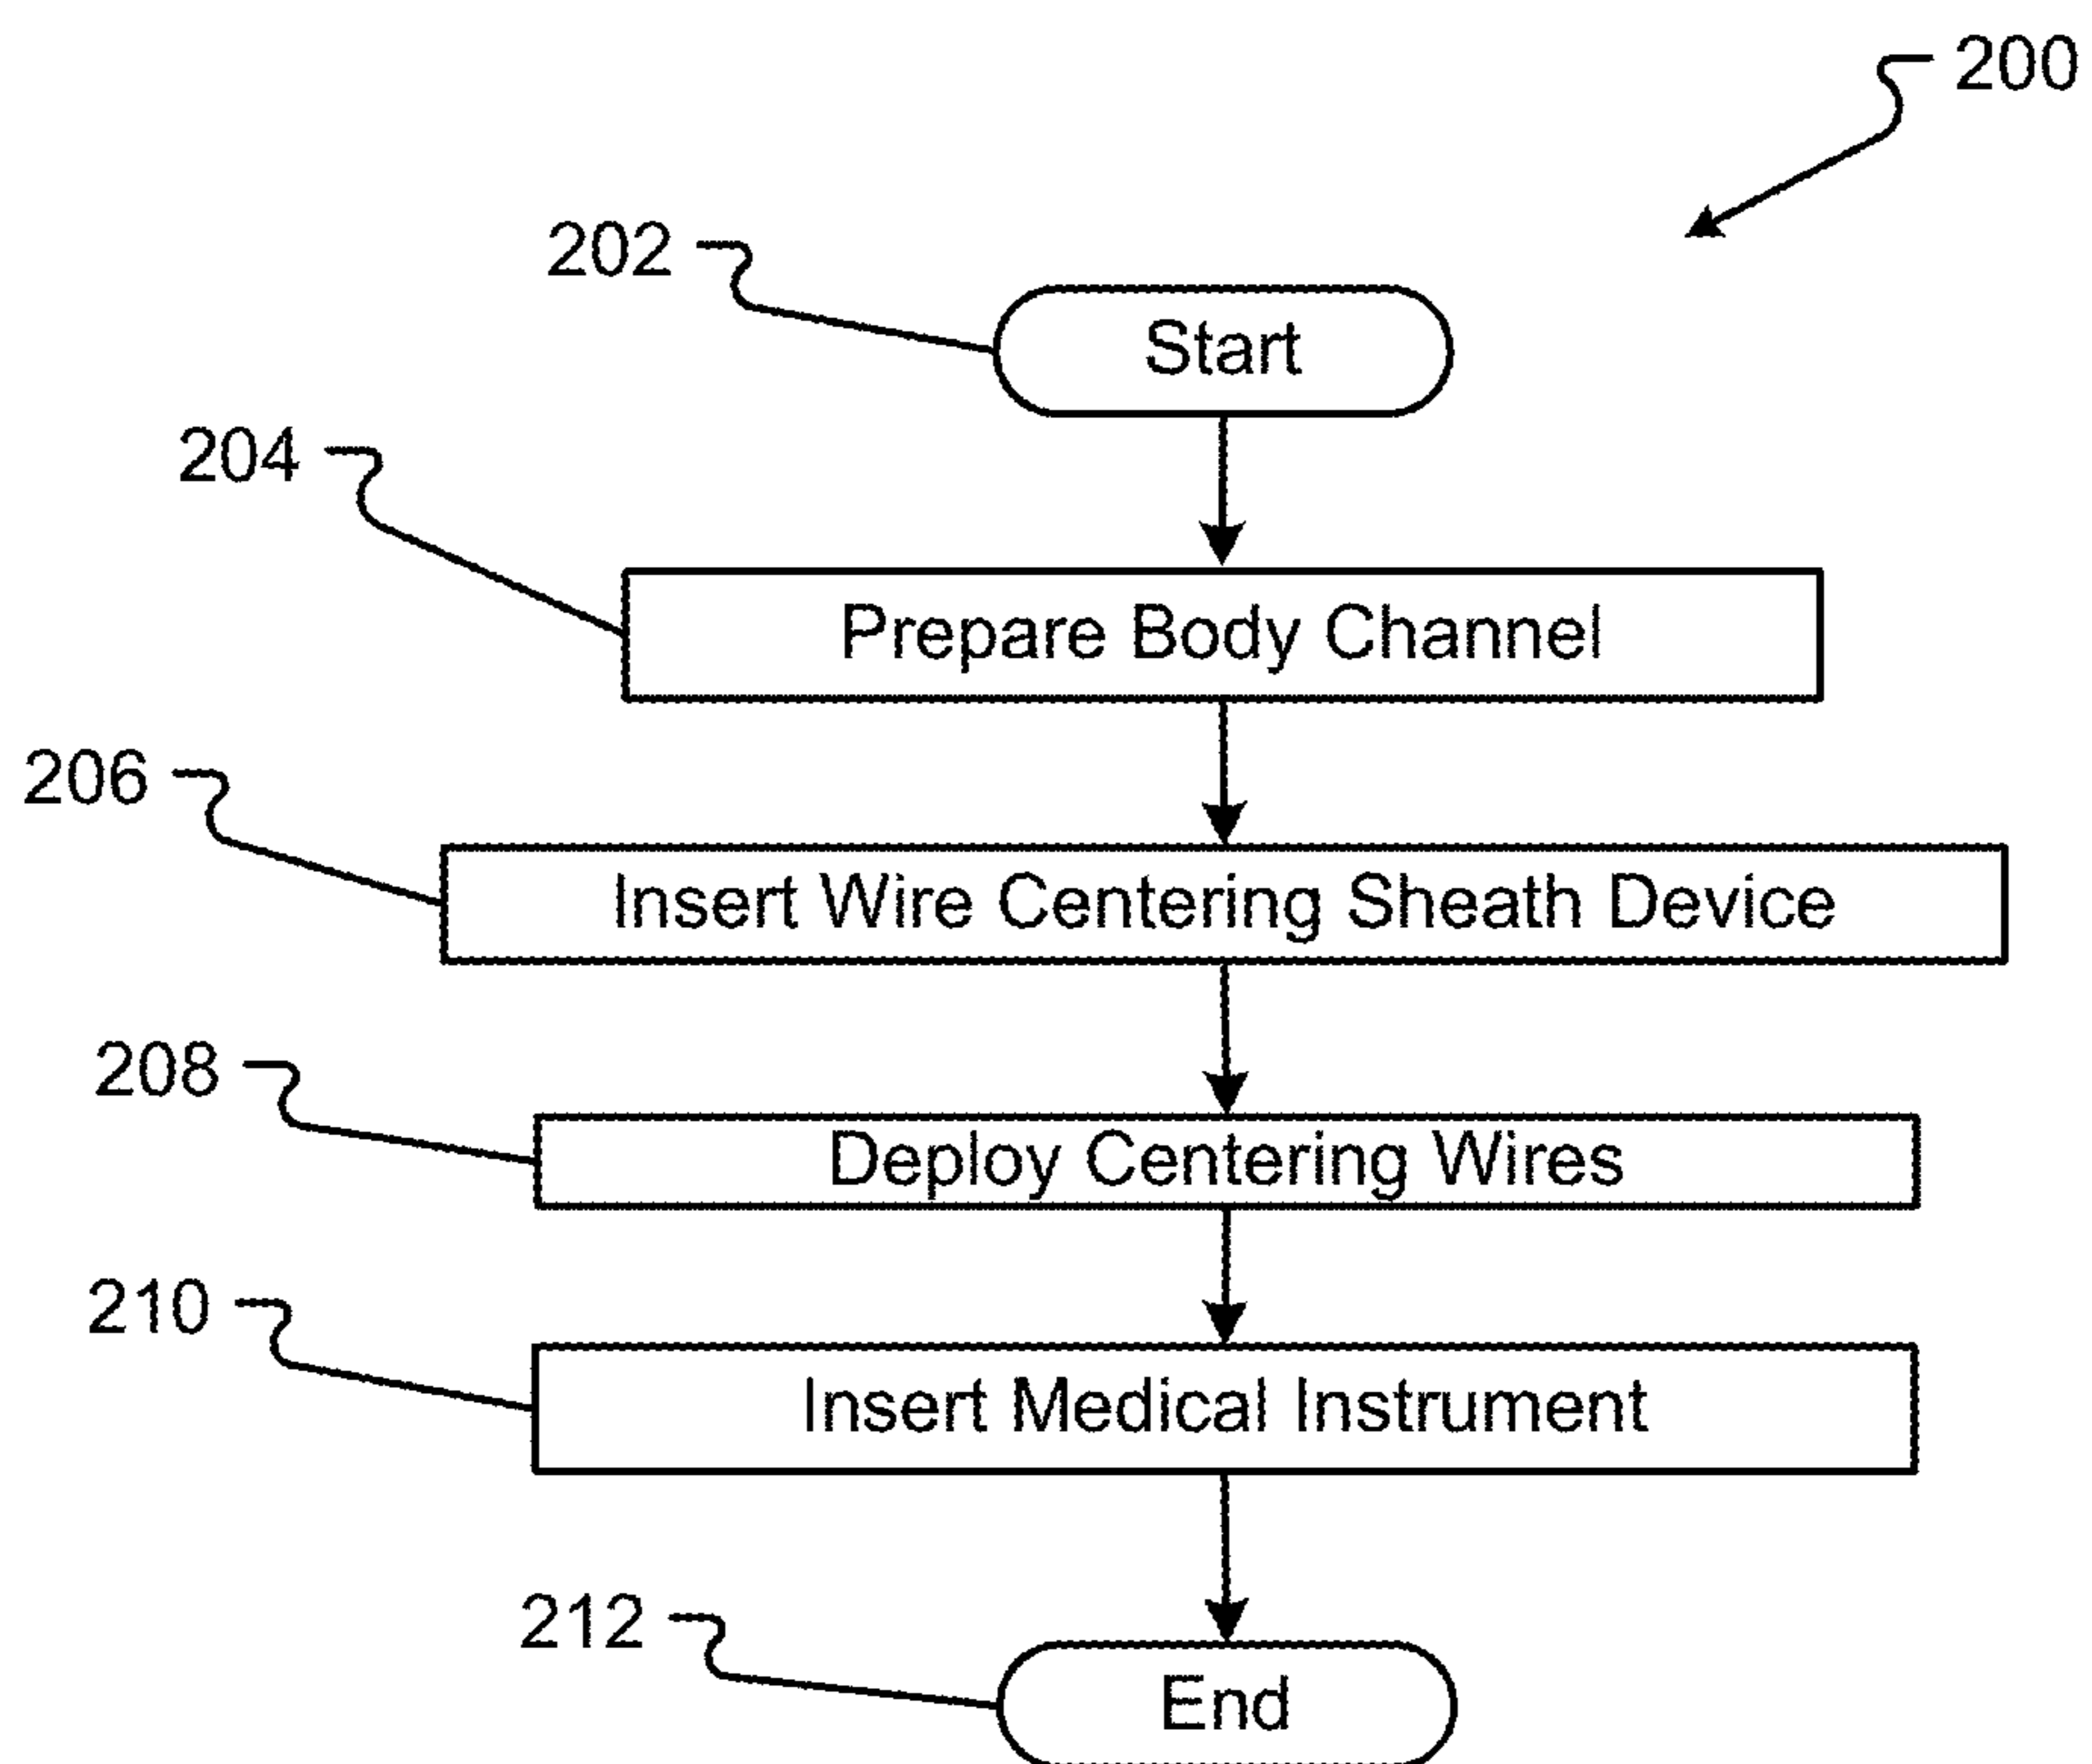 200
202
Start
204
Prepare Body Channel
206
Insert Wire Centering Sheath Device
208
Deploy Centering Wires
210
Insert Medical Instrument
212
End